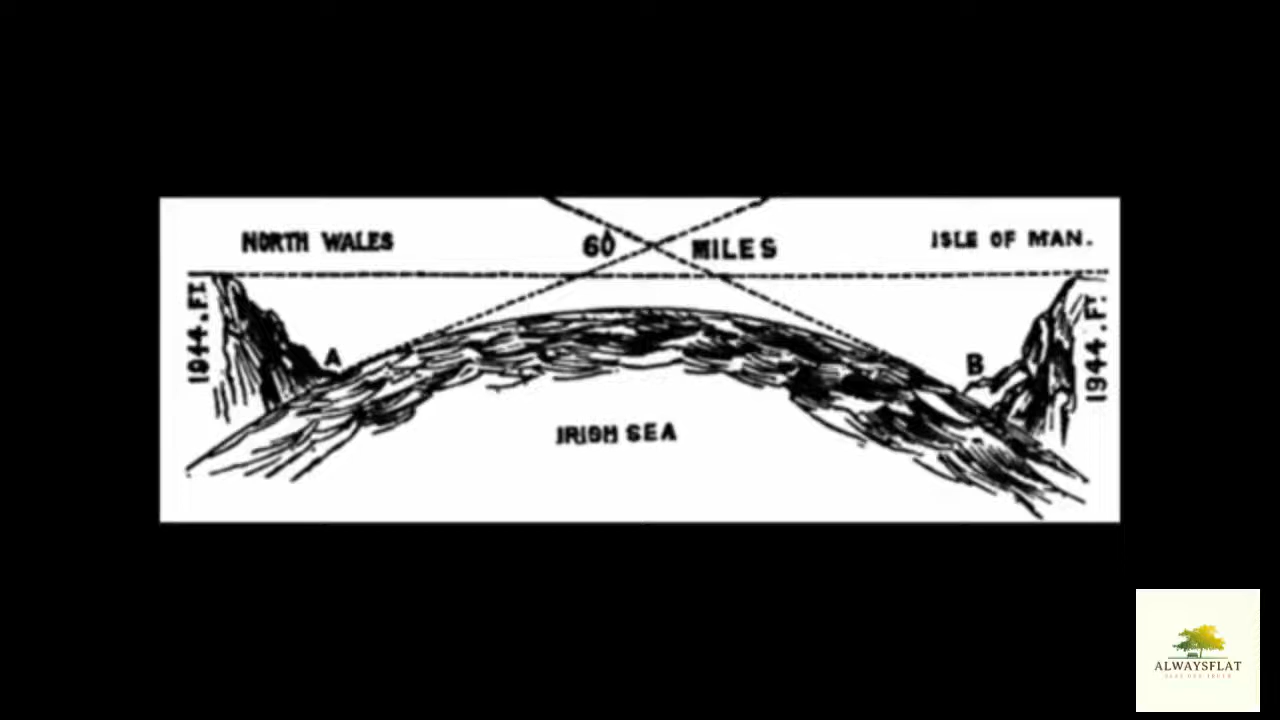 NORTH WALES
60 MILES
ISLE OF MAN.
1944.FT
1944.FT.
A
B
IRISH SEA
ALWAYSFLAT